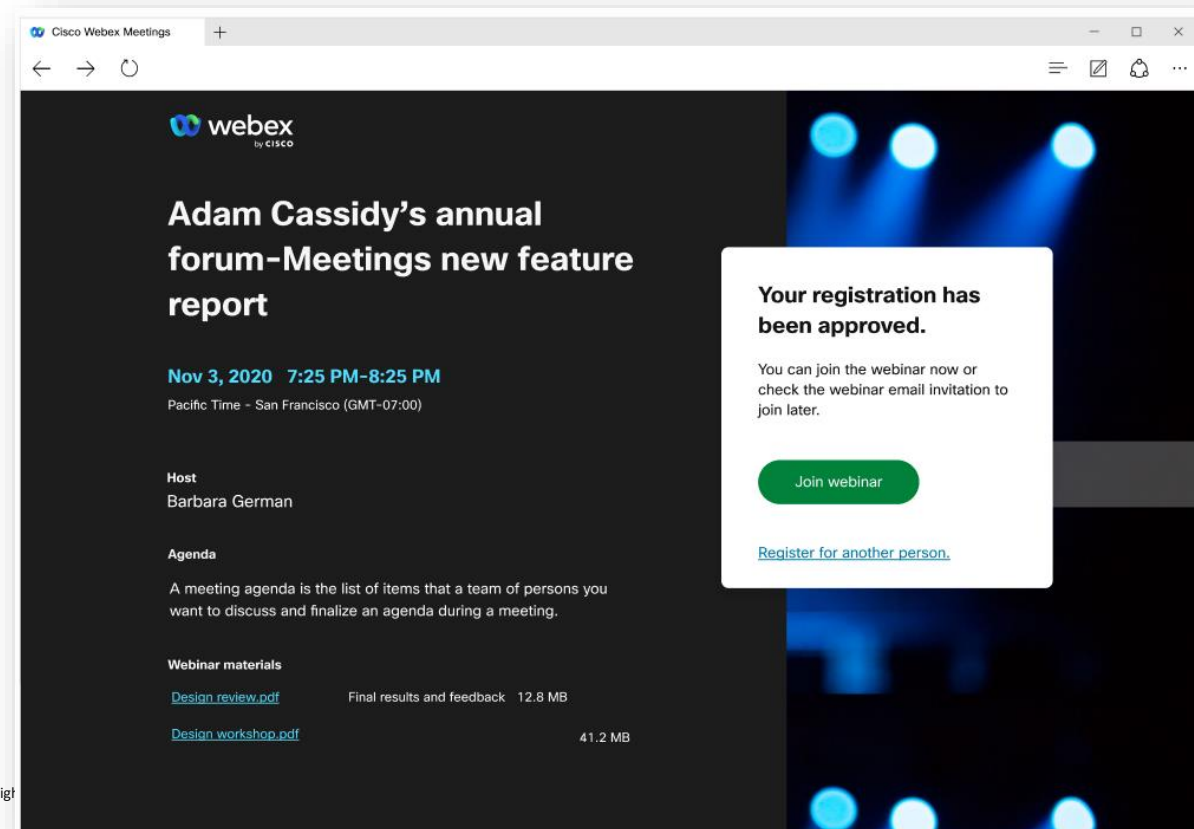 Cisco Webex Meetings
webex
by CISCO
Adam Cassidy’s annual
forum-Meetings new feature
report
Nov 3, 2020 7:25 PM-8:25 PM
Pacific Time - San Francisco (GMT-07:00)
Host
Barbara German
Agenda
A meeting agenda is the list of items that a team of persons you
want to discuss and finalize an agenda during a meeting.
Webinar materials
Design review.pdf Final results and feedback 12.8 MB
Design workshop.pdf 41.2 MB
Your registration has
been approved.
You can join the webinar now or
check the webinar email invitation to
join later.
Join webinar
Register for another person.